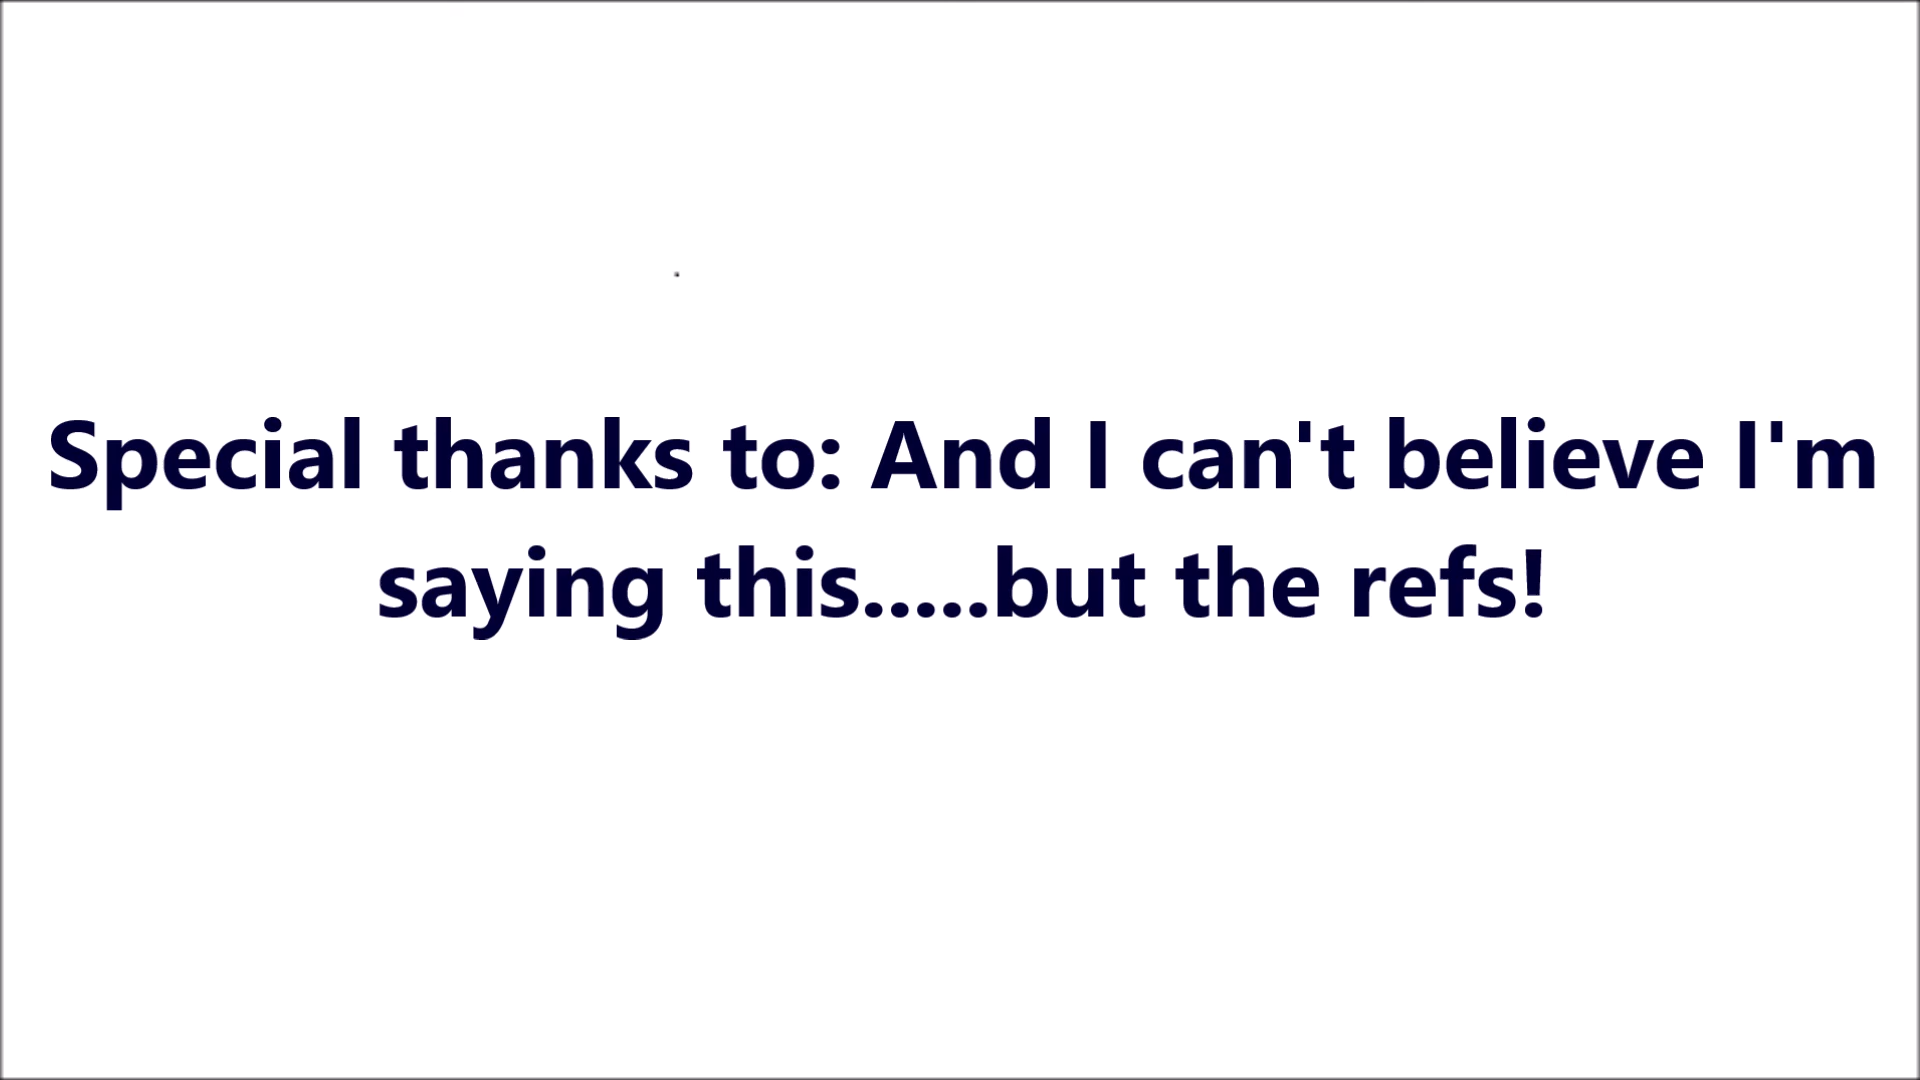 Special thanks to: And I can't believe I'm
saying this.....but the refs!